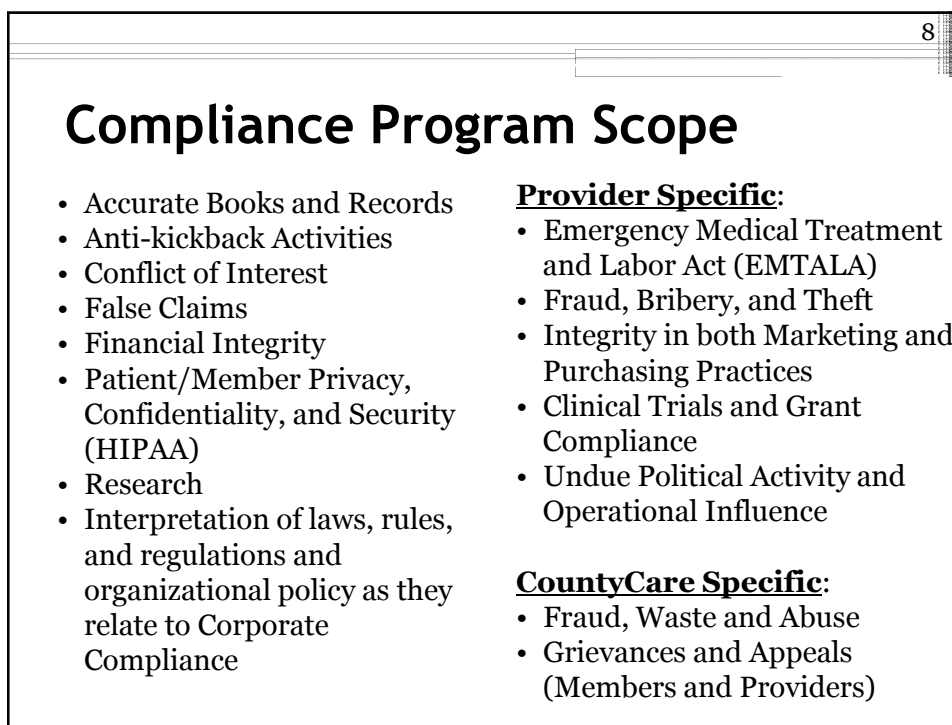 8
Compliance Program Scope
• Accurate Books and Records
• Anti-kickback Activities
• Conflict of Interest
• False Claims
• Financial Integrity
• Patient/Member Privacy,
Confidentiality, and Security
(HIPAA)
• Research
• Interpretation of laws, rules,
and regulations and
organizational policy as they
relate to Corporate
Compliance
Provider Specific:
• Emergency Medical Treatment
and Labor Act (EMTALA)
• Fraud, Bribery, and Theft
• Integrity in both Marketing and
Purchasing Practices
• Clinical Trials and Grant
Compliance
• Undue Political Activity and
Operational Influence
CountyCare Specific:
• Fraud, Waste and Abuse
• Grievances and Appeals
(Members and Providers)